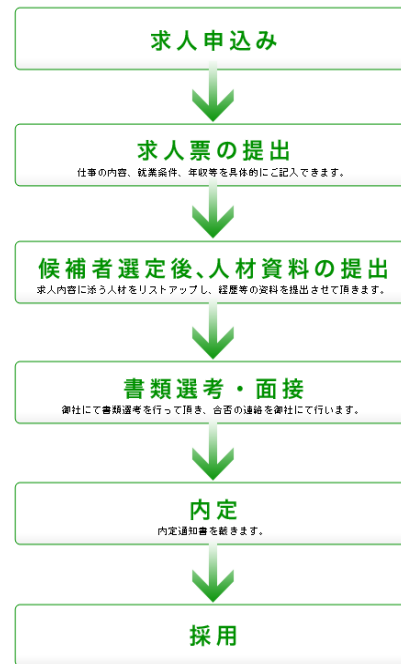 求人申込み
求人票の提出
仕事の内容、就業条件、年収等を具体的にご記入できます。
候補者選定後、人材資料の提出
求人内容に添う人材をリストアップし、経歴等の資料を提出させて頂きます。
書類選考・面接
御社にて書類選考を行って頂き、合否の連絡を御社にて行います。
内定
内定通知書を戴きます。
採用